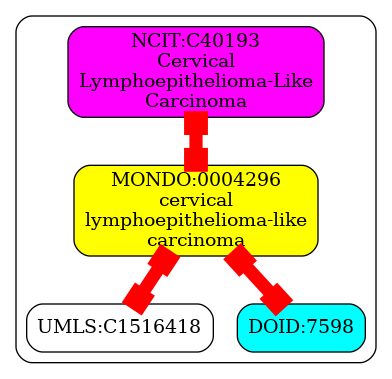 NCIT:C40193
Cervical
Lymphoepithelioma-Like
Carcinoma
MONDO:0004296
cervical
lymphoepithelioma-like
carcinoma
UMLS:C1516418
DOID:7598